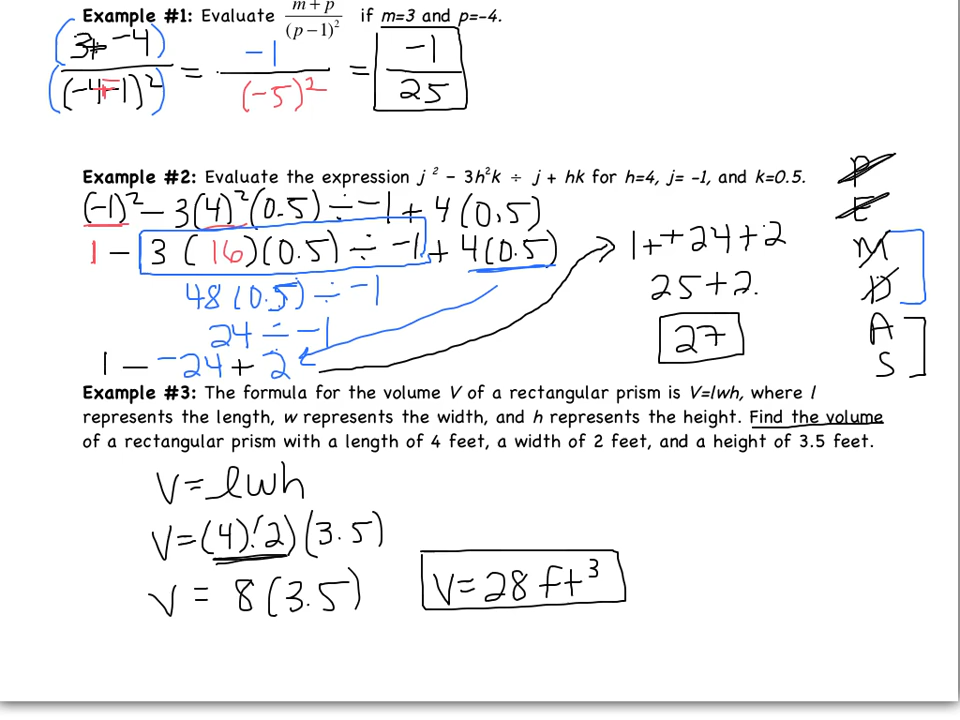 Example #1: Evaluate m+p / (p−1)² if m=3 and p=-4.
(3+ -4) / (-4+-1)² = -1 / (-5)² = -1 / 25
Example #2: Evaluate the expression j² − 3h²k ÷ j + hk for h=4, j= -1, and k=0.5.
(-1)² − 3(4)²(0.5) ÷ -1 + 4(0.5)
1 − 3(16)(0.5) ÷ -1 + 4(0.5)
48(0.5) ÷ -1
24 ÷ -1
1 − -24 + 2
1 + +24 + 2
25 + 2
27
P
E
M
D
A
S
Example #3: The formula for the volume V of a rectangular prism is V=lwh, where l
represents the length, w represents the width, and h represents the height. Find the volume
of a rectangular prism with a length of 4 feet, a width of 2 feet, and a height of 3.5 feet.
V = lwh
V = (4)(2)(3.5)
V = 8(3.5)
V = 28 ft³